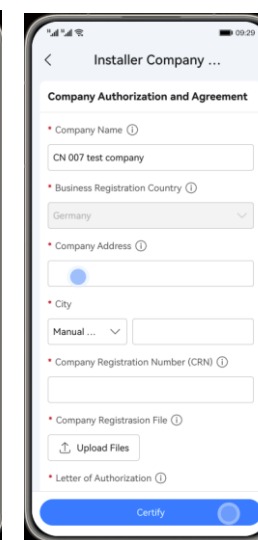 09:29
Installer Company ...
Company Authorization and Agreement
* Company Name
CN 007 test company
* Business Registration Country
Germany
* Company Address
* City
Manual ...
* Company Registration Number (CRN)
* Company Registrasion File
Upload Files
* Letter of Authorization
Certify